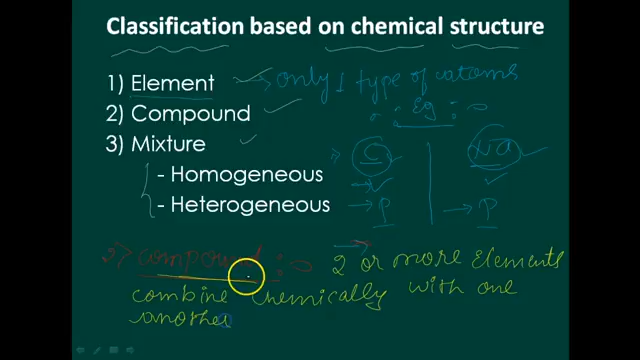 Classification based on chemical structure
1) Element → only 1 type of atoms
2) Compound
Eg :-
3) Mixture
C Na
- Homogeneous
- Heterogeneous
→ P → P
2) compound :- 2 or more Elements
combine chemically with one
another